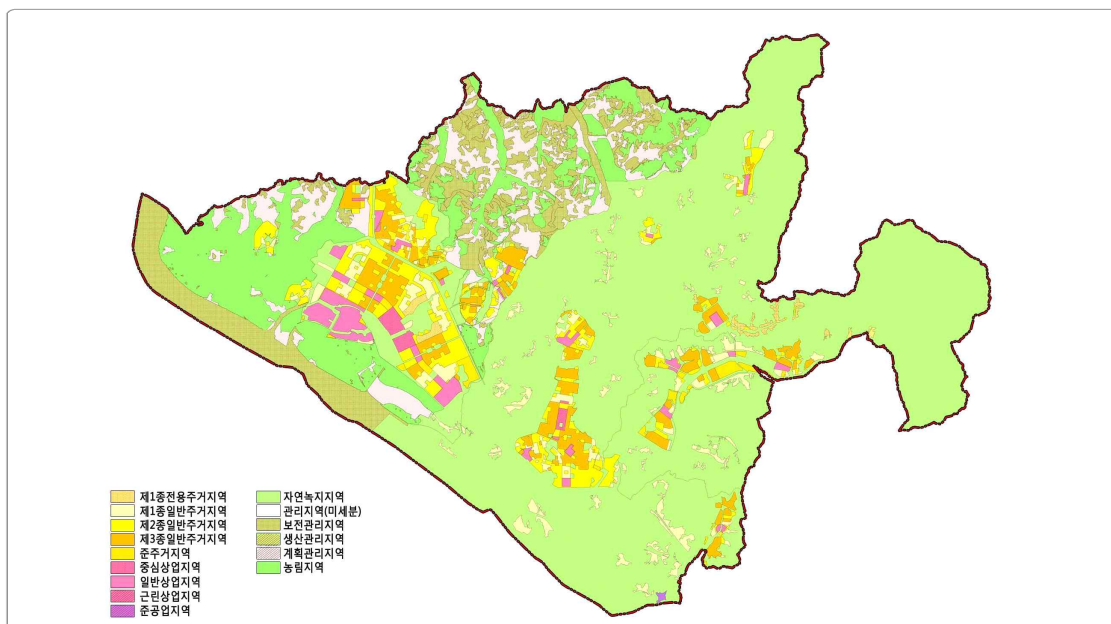 제1종전용주거지역
제1종일반주거지역
제2종일반주거지역
제3종일반주거지역
준주거지역
중심상업지역
일반상업지역
근린상업지역
준공업지역
자연녹지지역
관리지역(미세분)
보전관리지역
생산관리지역
계획관리지역
농림지역